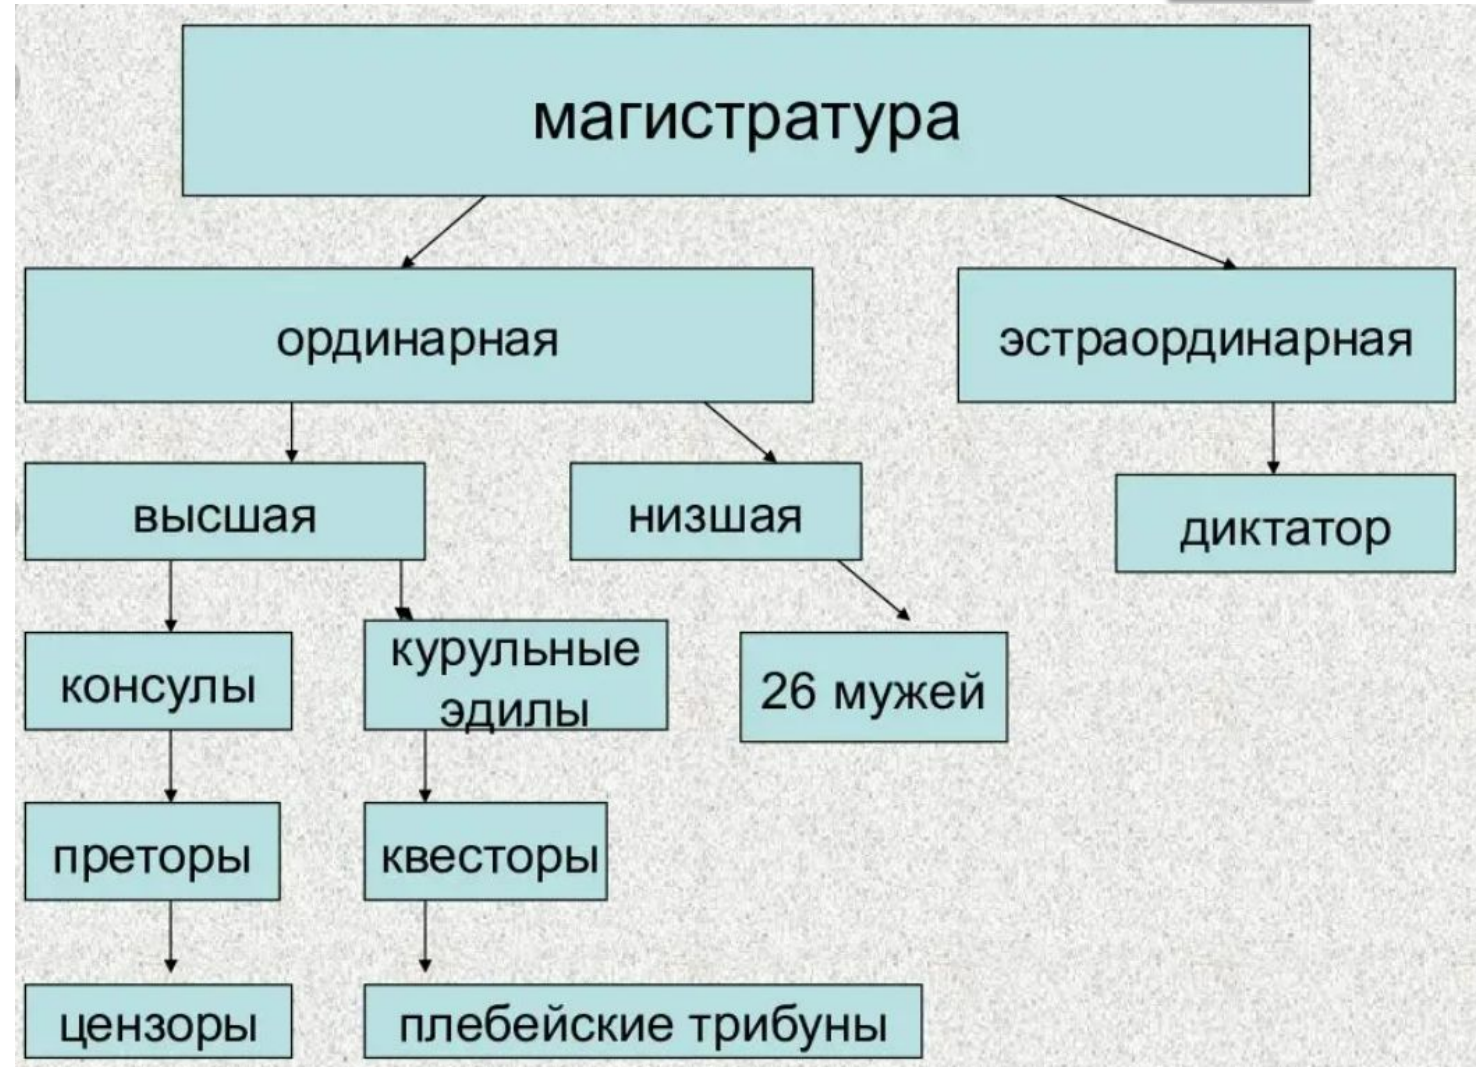 магистратура
ординарная
эстраординарная
высшая
низшая
диктатор
консулы
курульные
эдилы
26 мужей
преторы
квесторы
цензоры
плебейские трибуны